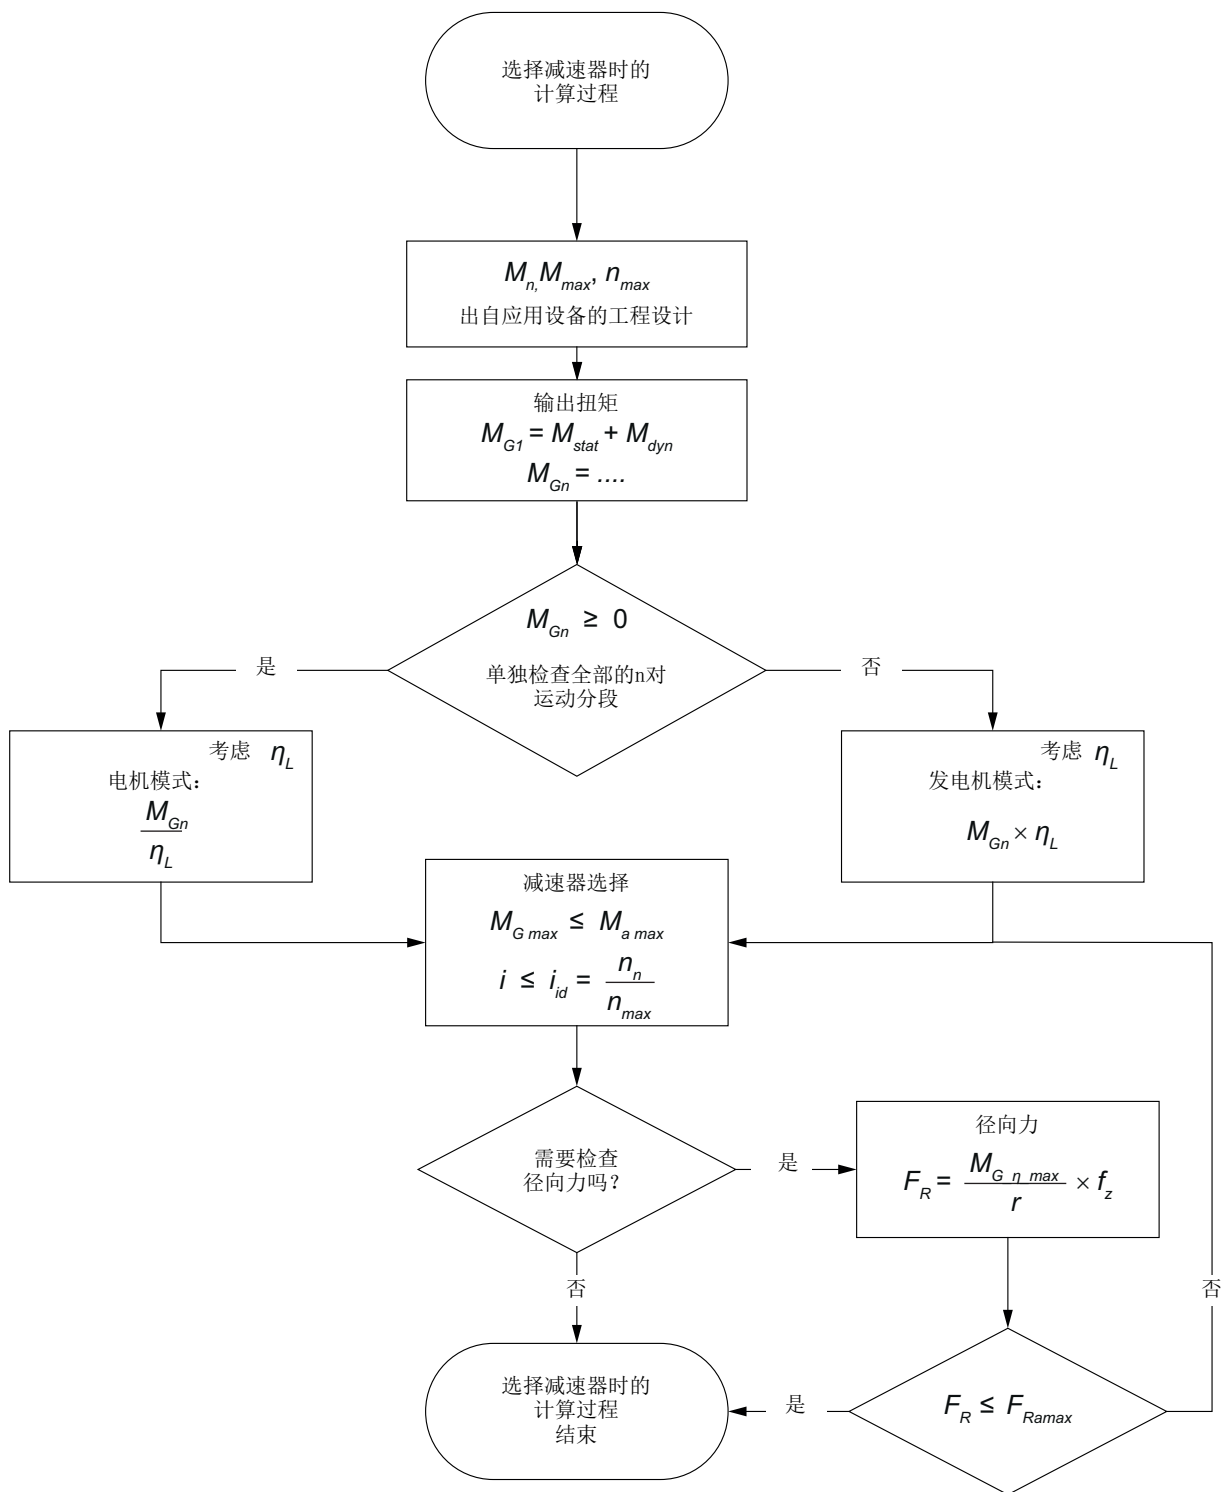 选择减速器时的
计算过程
M_n, M_max, n_max
出自应用设备的工程设计
输出扭矩
M_G1 = M_stat + M_dyn
M_Gn = ....
M_Gn ≥ 0
单独检查全部的n对
运动分段
是
否
考虑 η_L
电机模式：
M_Gn
η_L
考虑 η_L
发电机模式：
M_Gn × η_L
减速器选择
M_G max ≤ M_a max
i ≤ i_id = n_n / n_max
需要检查
径向力吗？
是
径向力
F_R = M_G_η_max / r × f_z
否
否
选择减速器时的
计算过程
结束
是
F_R ≤ F_Ramax